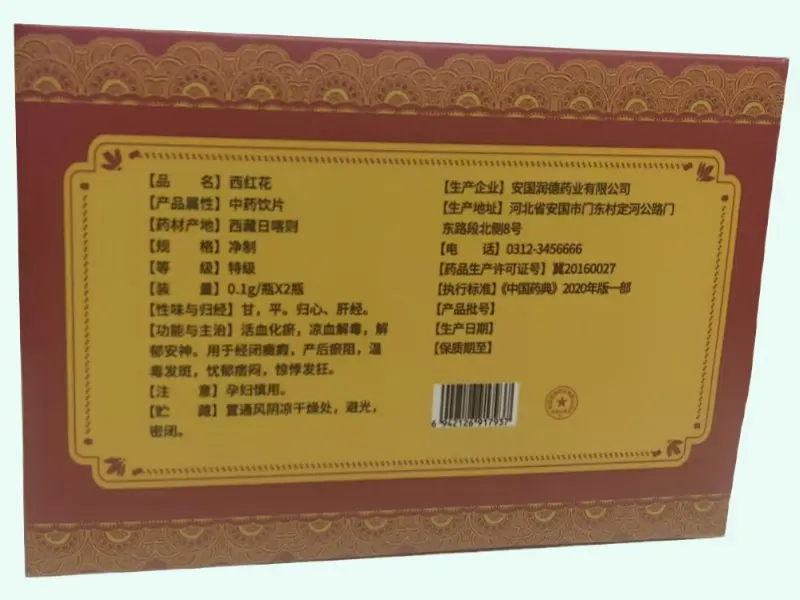 【品　　名】西红花
【产品属性】中药饮片
【药材产地】西藏日喀则
【规　　格】净制
【等　　级】特级
【装　　量】0.1g/瓶X2瓶
【性味与归经】甘，平。归心、肝经。
【功能与主治】活血化瘀，凉血解毒，解
郁安神。用于经闭癥瘕，产后瘀阻，温
毒发斑，忧郁痞闷，惊悸发狂。
【注　　意】孕妇慎用。
【贮　　藏】置通风阴凉干燥处，避光，
密闭。
【生产企业】安国润德药业有限公司
【生产地址】河北省安国市门东村定河公路门
东路段北侧8号
【电　　话】0312-3456666
【药品生产许可证号】冀20160027
【执行标准】《中国药典》2020年版一部
【产品批号】
【生产日期】
【保质期至】
6 942126 917937